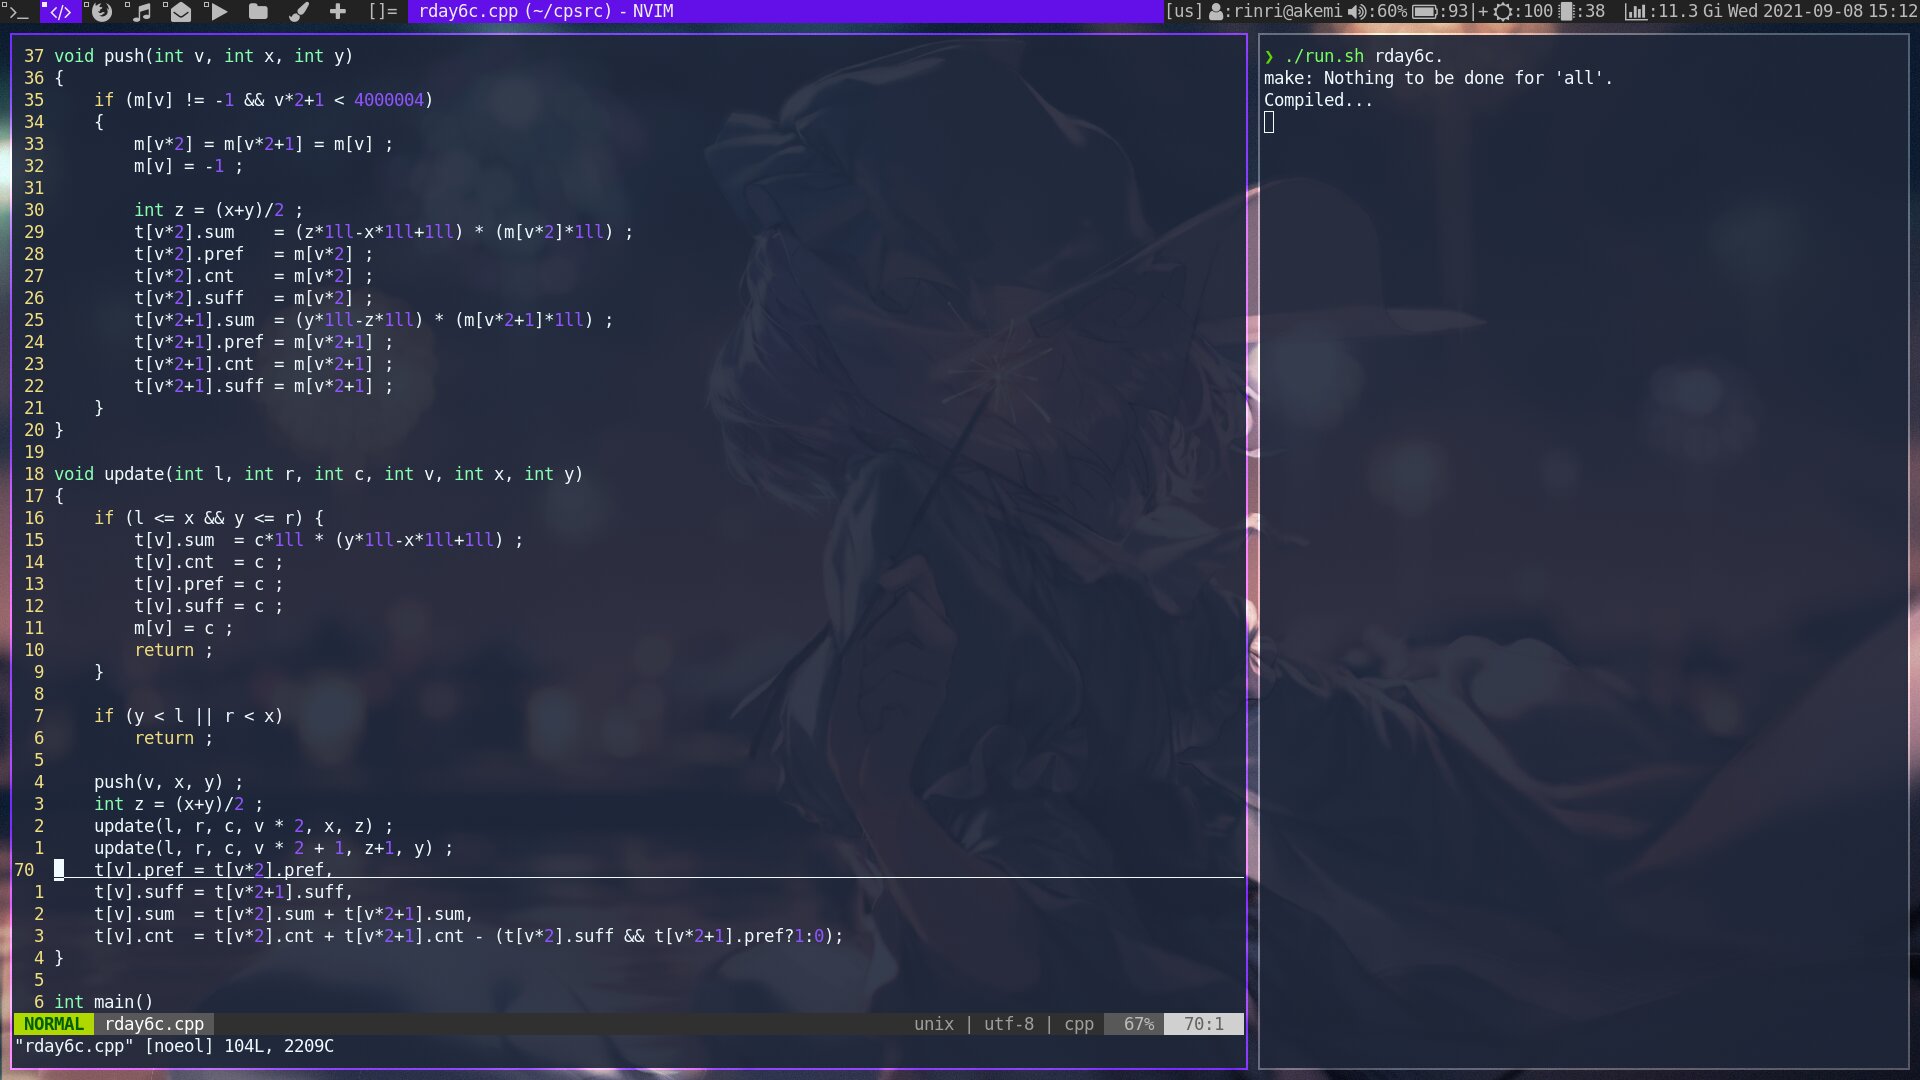 []= rday6c.cpp (~/cpsrc) - NVIM [us] :rinri@akemi :60% :93|+ :100 :38 :11.3 Gi Wed 2021-09-08 15:12
37 void push(int v, int x, int y)
36 {
35     if (m[v] != -1 && v*2+1 < 4000004)
34     {
33         m[v*2] = m[v*2+1] = m[v] ;
32         m[v] = -1 ;
31
30         int z = (x+y)/2 ;
29         t[v*2].sum    = (z*1ll-x*1ll+1ll) * (m[v*2]*1ll) ;
28         t[v*2].pref   = m[v*2] ;
27         t[v*2].cnt    = m[v*2] ;
26         t[v*2].suff   = m[v*2] ;
25         t[v*2+1].sum  = (y*1ll-z*1ll) * (m[v*2+1]*1ll) ;
24         t[v*2+1].pref = m[v*2+1] ;
23         t[v*2+1].cnt  = m[v*2+1] ;
22         t[v*2+1].suff = m[v*2+1] ;
21     }
20 }
19
18 void update(int l, int r, int c, int v, int x, int y)
17 {
16     if (l <= x && y <= r) {
15         t[v].sum  = c*1ll * (y*1ll-x*1ll+1ll) ;
14         t[v].cnt  = c ;
13         t[v].pref = c ;
12         t[v].suff = c ;
11         m[v] = c ;
10         return ;
9     }
8
7     if (y < l || r < x)
6         return ;
5
4     push(v, x, y) ;
3     int z = (x+y)/2 ;
2     update(l, r, c, v * 2, x, z) ;
1     update(l, r, c, v * 2 + 1, z+1, y) ;
70     t[v].pref = t[v*2].pref,
1     t[v].suff = t[v*2+1].suff,
2     t[v].sum  = t[v*2].sum + t[v*2+1].sum,
3     t[v].cnt  = t[v*2].cnt + t[v*2+1].cnt - (t[v*2].suff && t[v*2+1].pref?1:0);
4 }
5
6 int main()
NORMAL rday6c.cpp unix | utf-8 | cpp 67% 70:1
"rday6c.cpp" [noeol] 104L, 2209C
❯ ./run.sh rday6c.
make: Nothing to be done for 'all'.
Compiled...